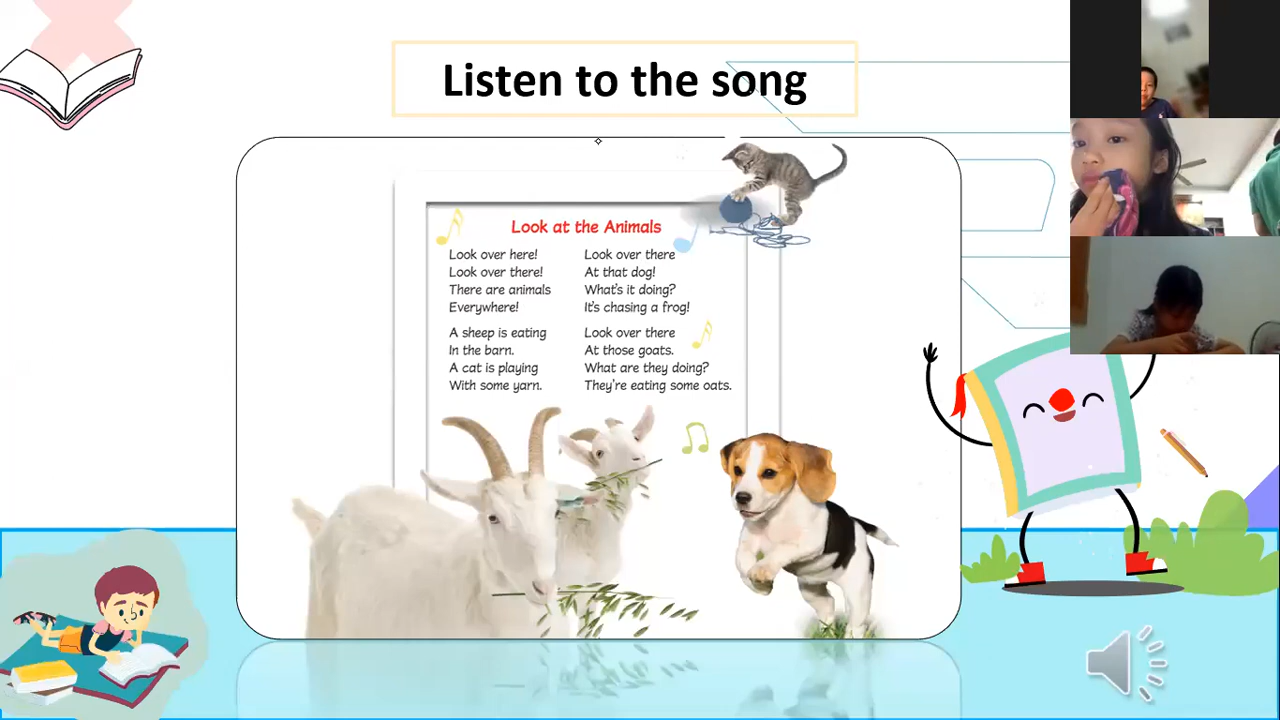 Listen to the song
Look at the Animals
Look over here!
Look over there!
There are animals
Everywhere!
A sheep is eating
In the barn.
A cat is playing
With some yarn.
Look over there
At that dog!
What's it doing?
It's chasing a frog!
Look over there
At those goats.
What are they doing?
They're eating some oats.